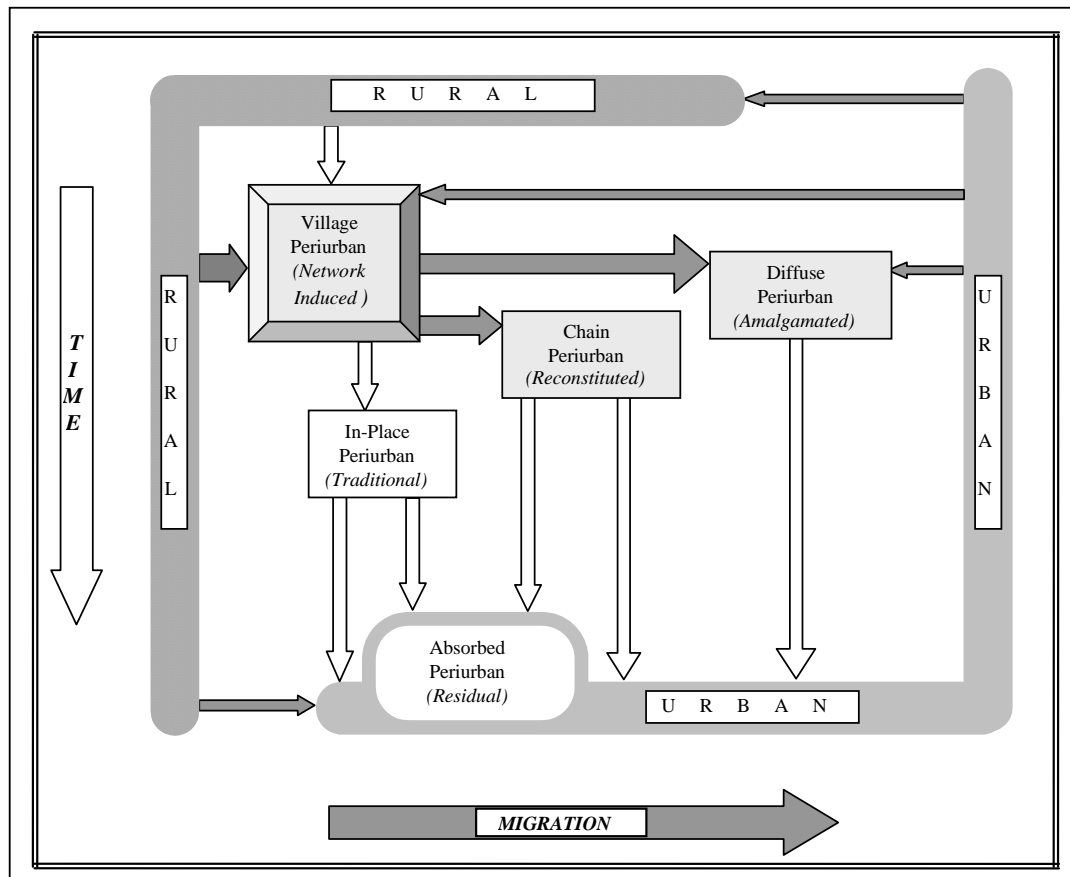 R U R A L
Village
Periurban
(Network
Induced )
Diffuse
Periurban
(Amalgamated)
Chain
Periurban
(Reconstituted)
R
U
R
A
L
U
R
B
A
N
T
I
M
E
In-Place
Periurban
(Traditional)
Absorbed
Periurban
(Residual)
U R B A N
MIGRATION